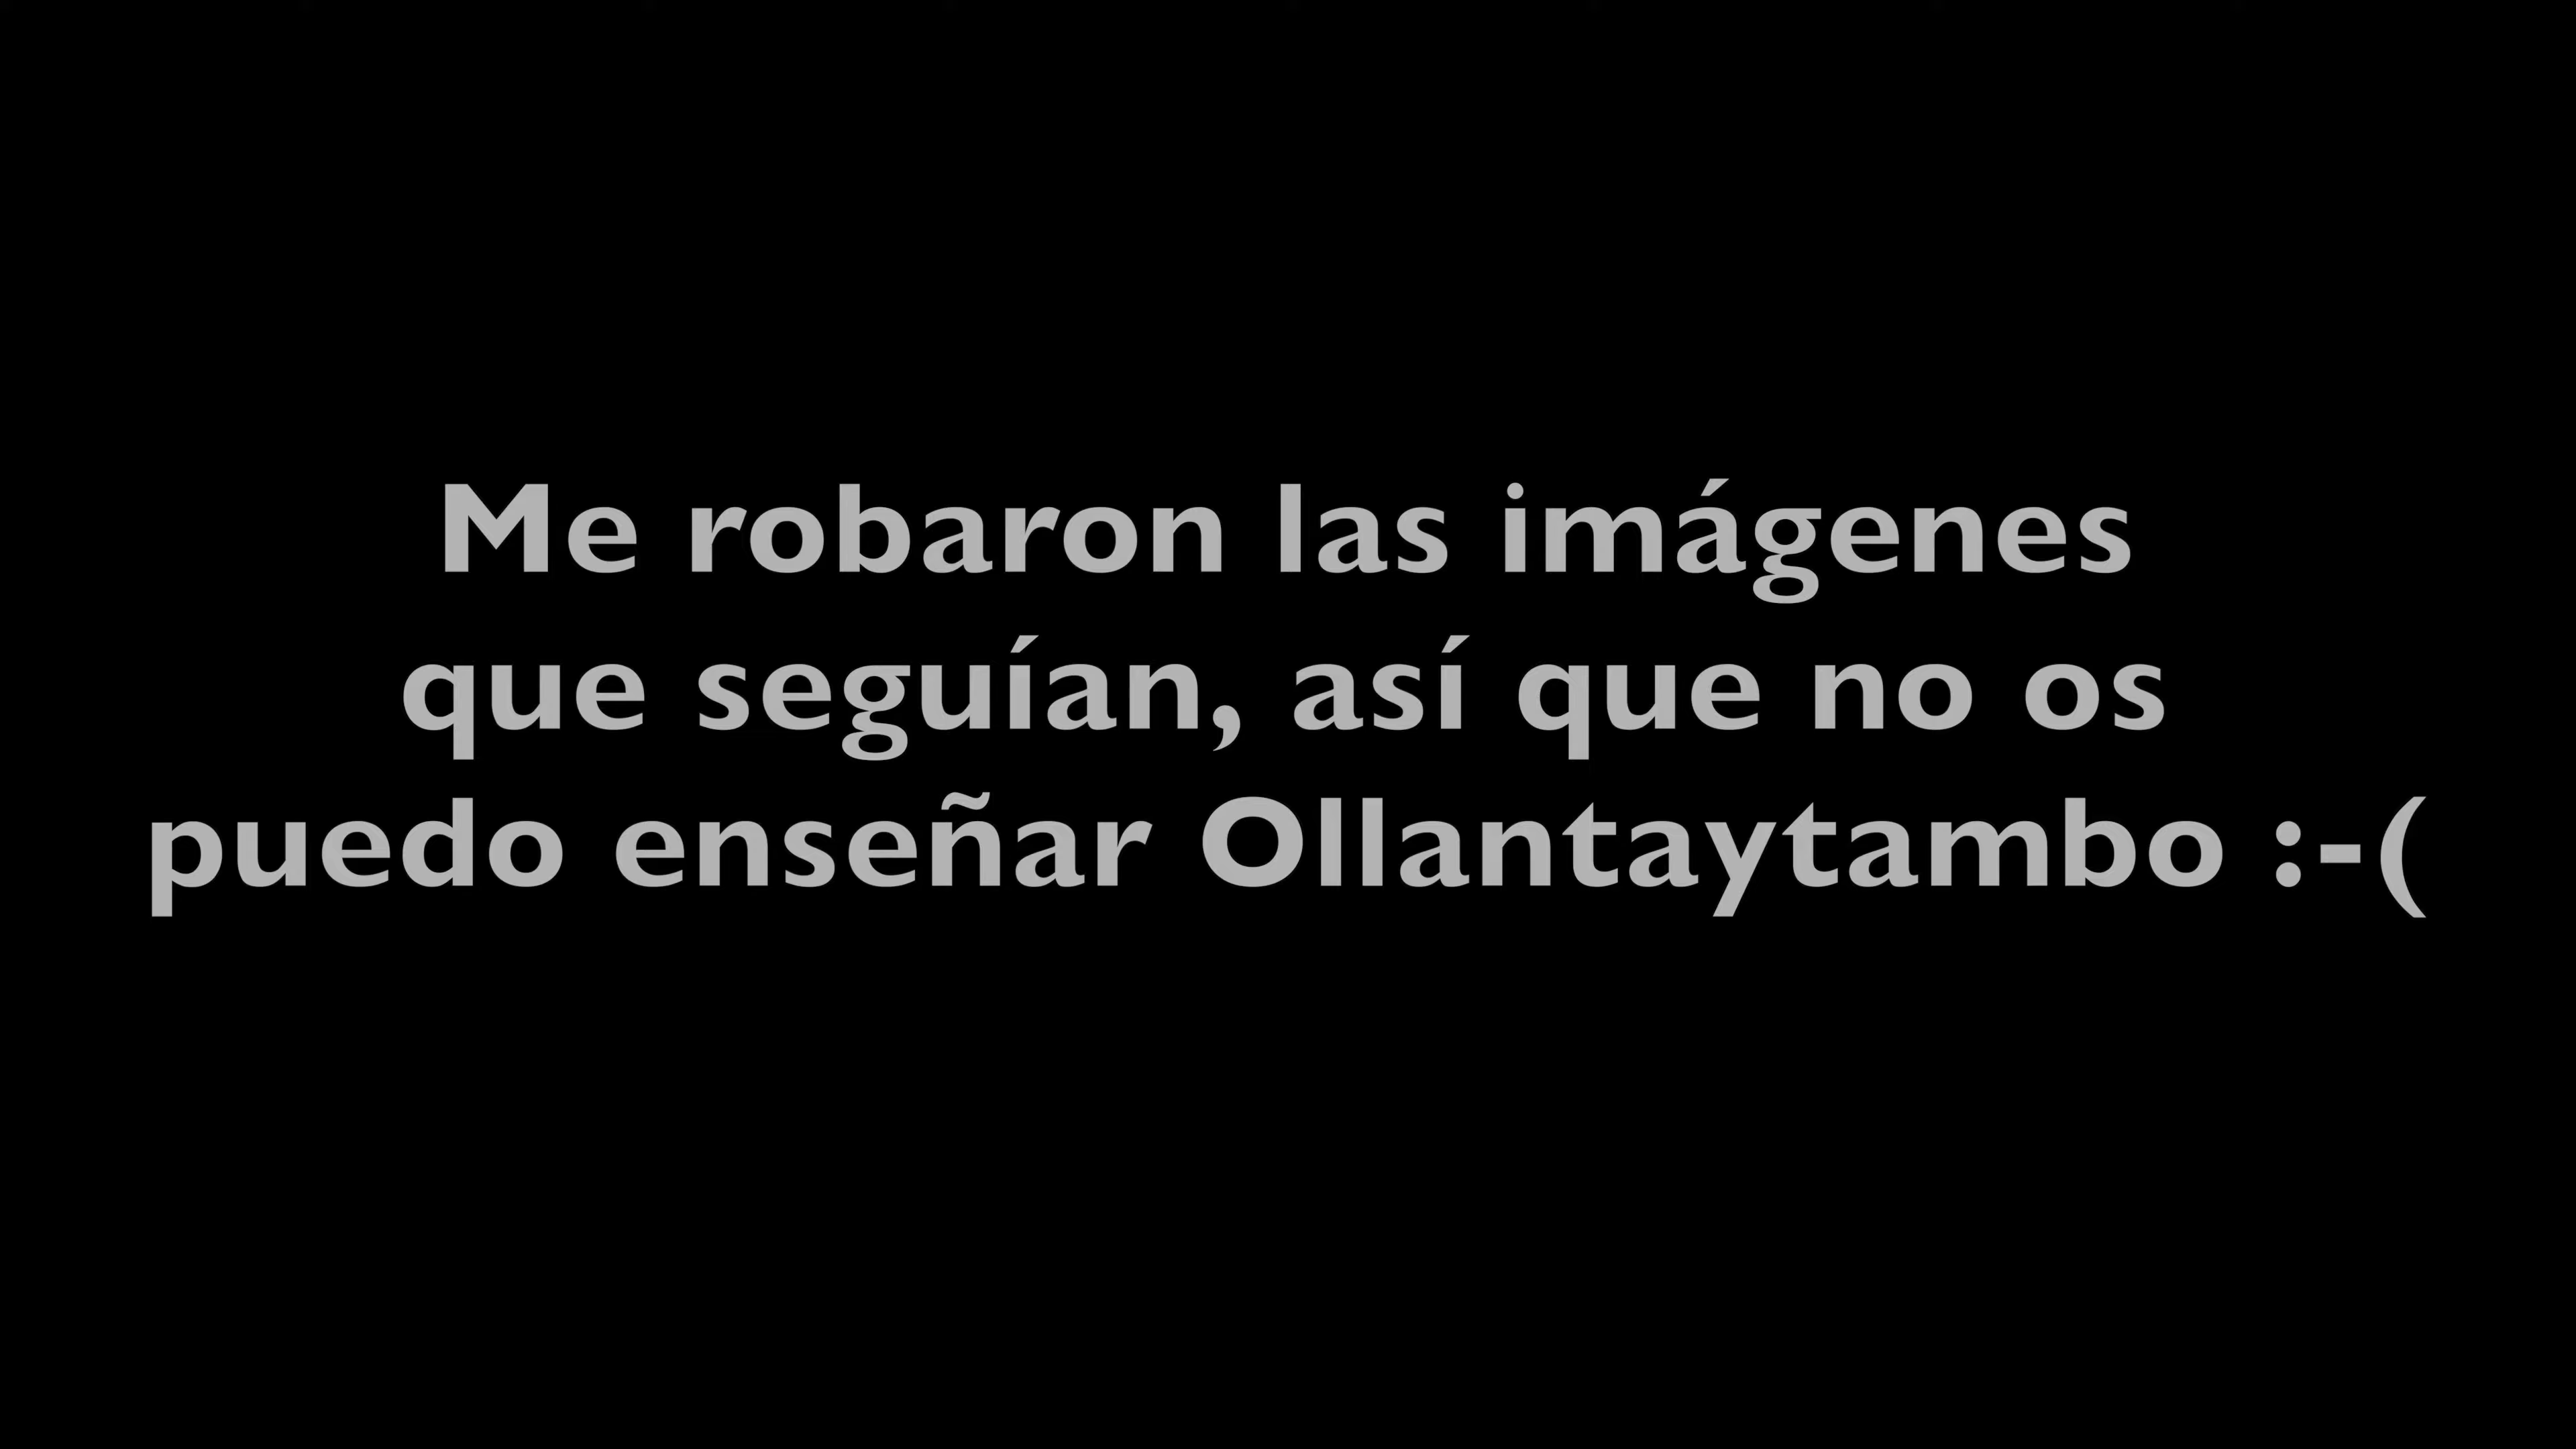 Me robaron las imágenes
que seguían, así que no os
puedo enseñar Ollantaytambo :-(